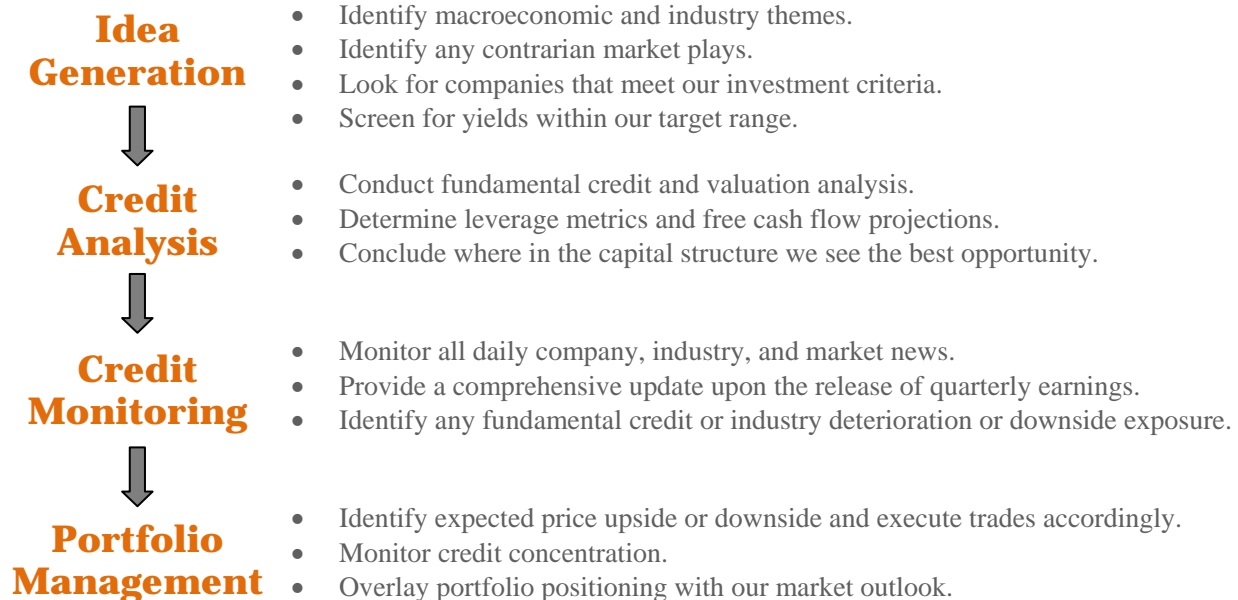 Idea
Generation
• Identify macroeconomic and industry themes.
• Identify any contrarian market plays.
• Look for companies that meet our investment criteria.
• Screen for yields within our target range.
Credit
Analysis
• Conduct fundamental credit and valuation analysis.
• Determine leverage metrics and free cash flow projections.
• Conclude where in the capital structure we see the best opportunity.
Credit
Monitoring
• Monitor all daily company, industry, and market news.
• Provide a comprehensive update upon the release of quarterly earnings.
• Identify any fundamental credit or industry deterioration or downside exposure.
Portfolio
Management
• Identify expected price upside or downside and execute trades accordingly.
• Monitor credit concentration.
• Overlay portfolio positioning with our market outlook.